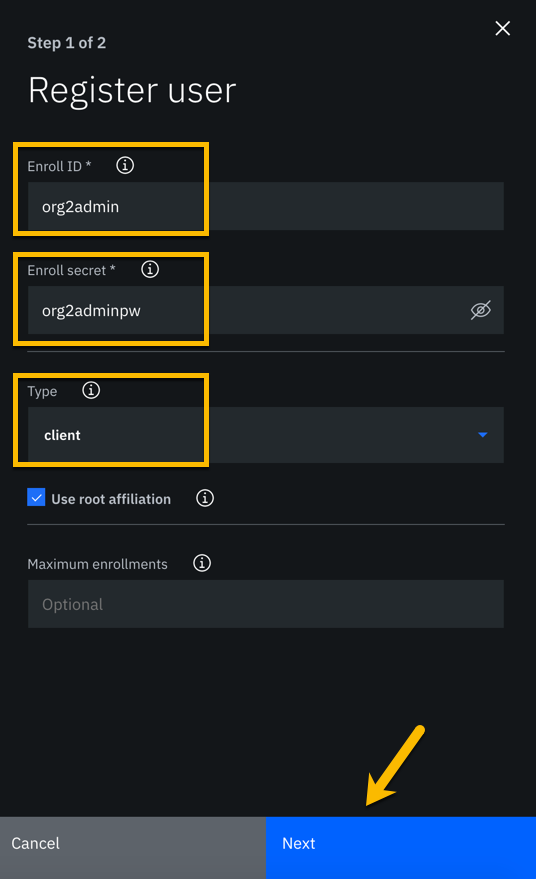 Step 1 of 2
Register user
Enroll ID *
org2admin
Enroll secret *
org2adminpw
Type
client
Use root affiliation
Maximum enrollments
Optional
Cancel
Next